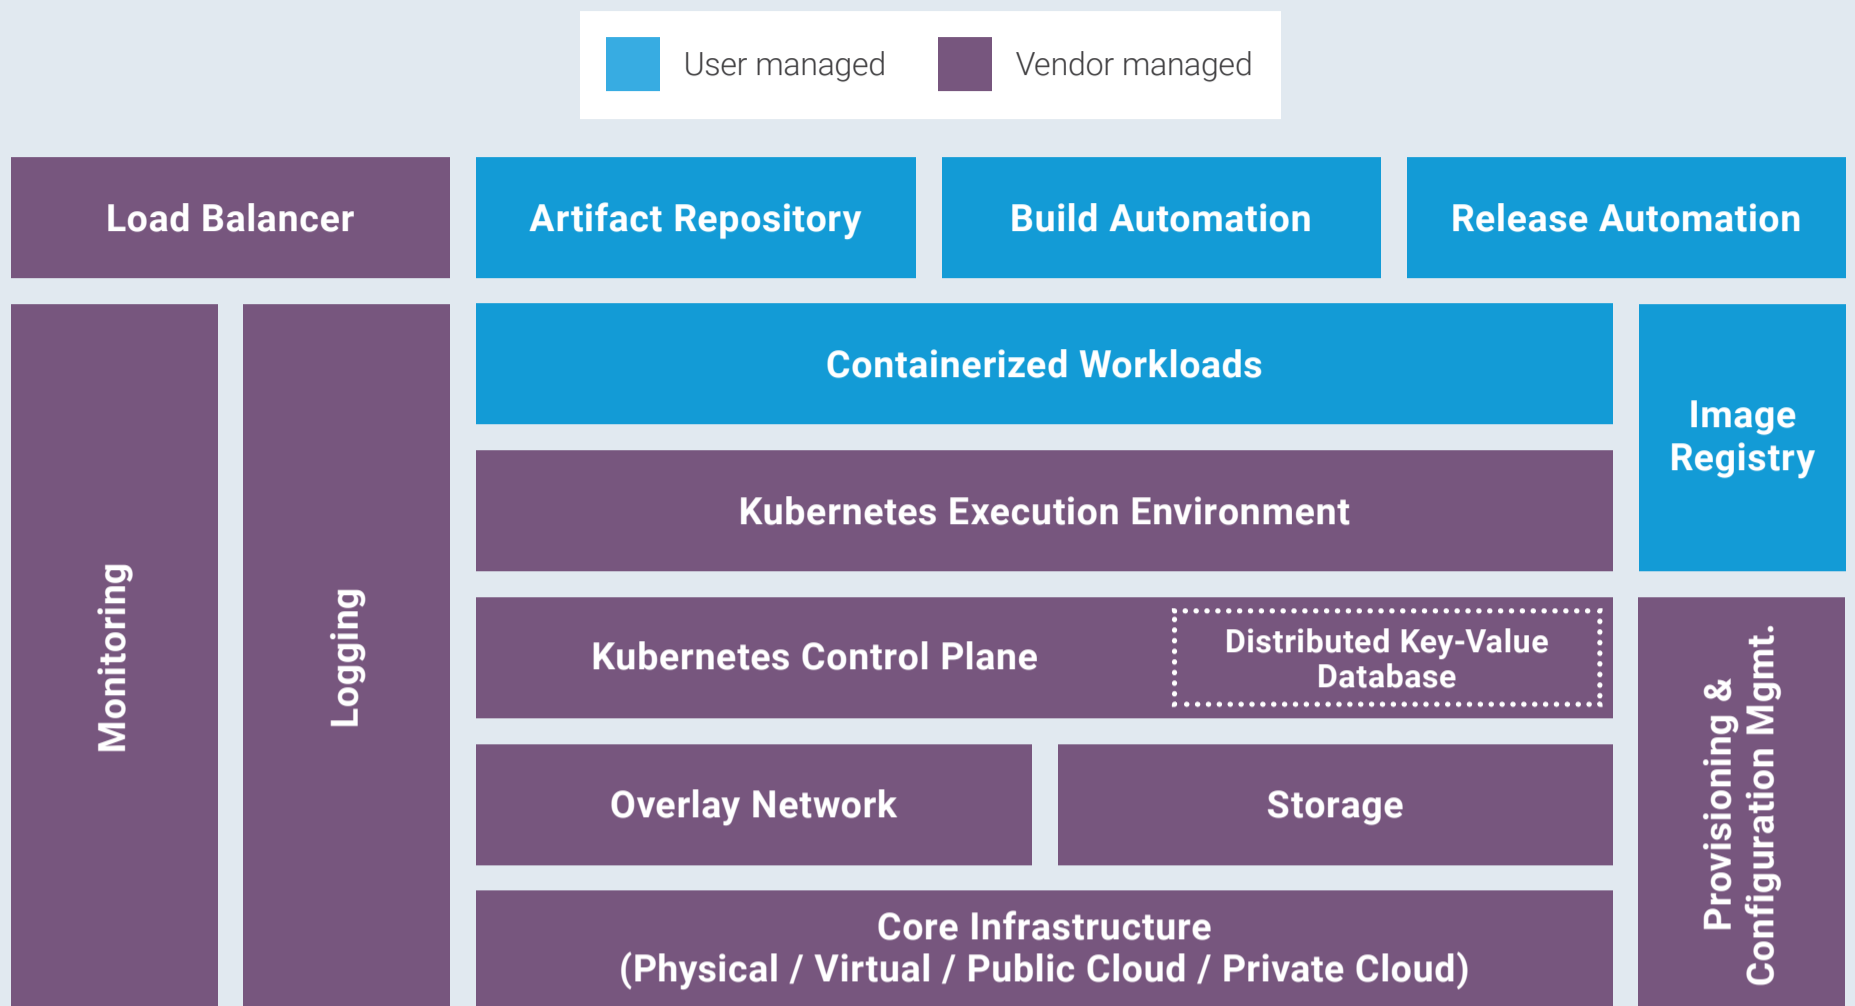 User managed
Vendor managed
Load Balancer
Artifact Repository
Build Automation
Release Automation
Monitoring
Logging
Containerized Workloads
Image
Registry
Kubernetes Execution Environment
Kubernetes Control Plane
Distributed Key-Value
Database
Overlay Network
Storage
Provisioning &
Configuration Mgmt.
Core Infrastructure
(Physical / Virtual / Public Cloud / Private Cloud)